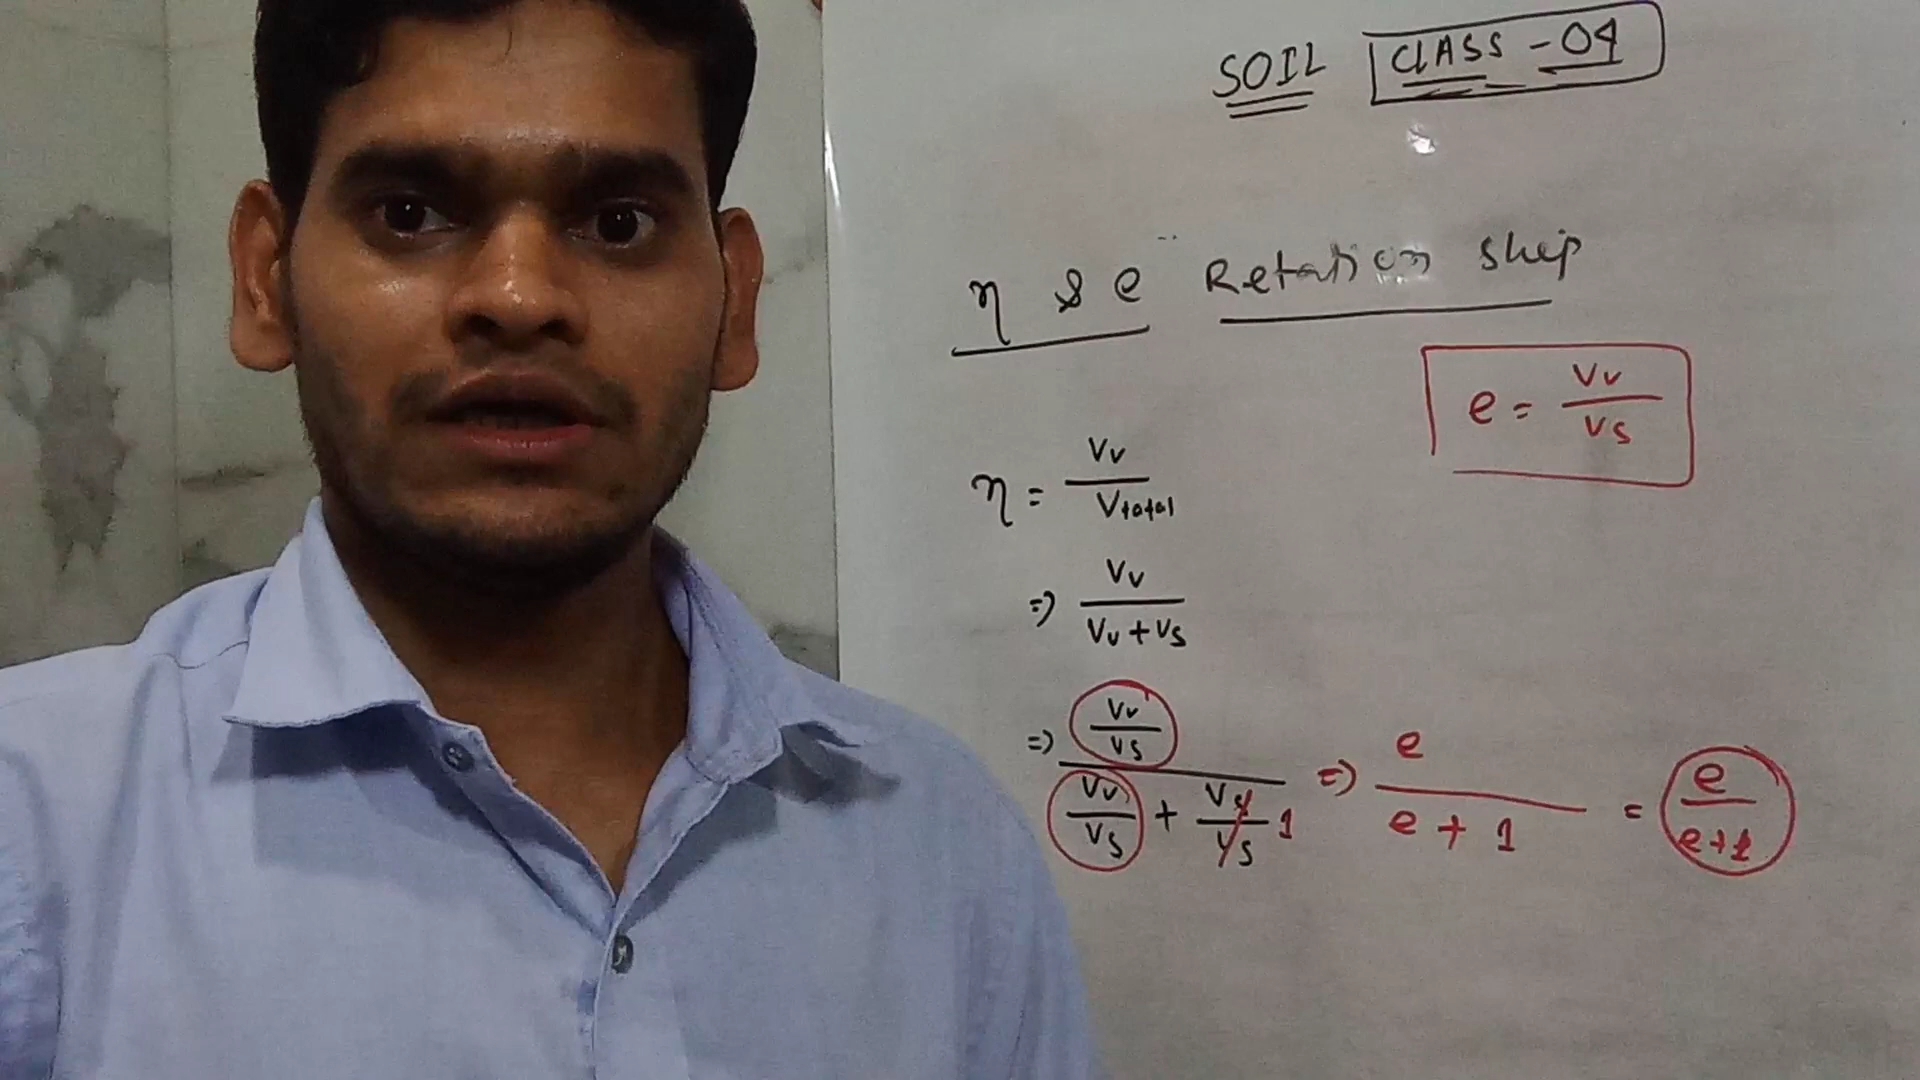 SOIL CLASS - 04
η & e Relation ship
e = Vv / Vs
η = Vv / Vtotal
=) Vv / Vv + Vs
=) Vv / Vs / Vv / Vs + Vs / Vs 1 =) e / e + 1 = e / e+1